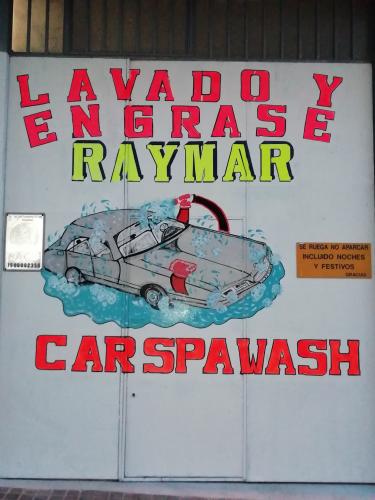 LAVADO Y
ENGRASE
RAYMAR
SE RUEGA NO APARCAR
INCLUIDO NOCHES
Y FESTIVOS
GRACIAS
CARSPAWASH